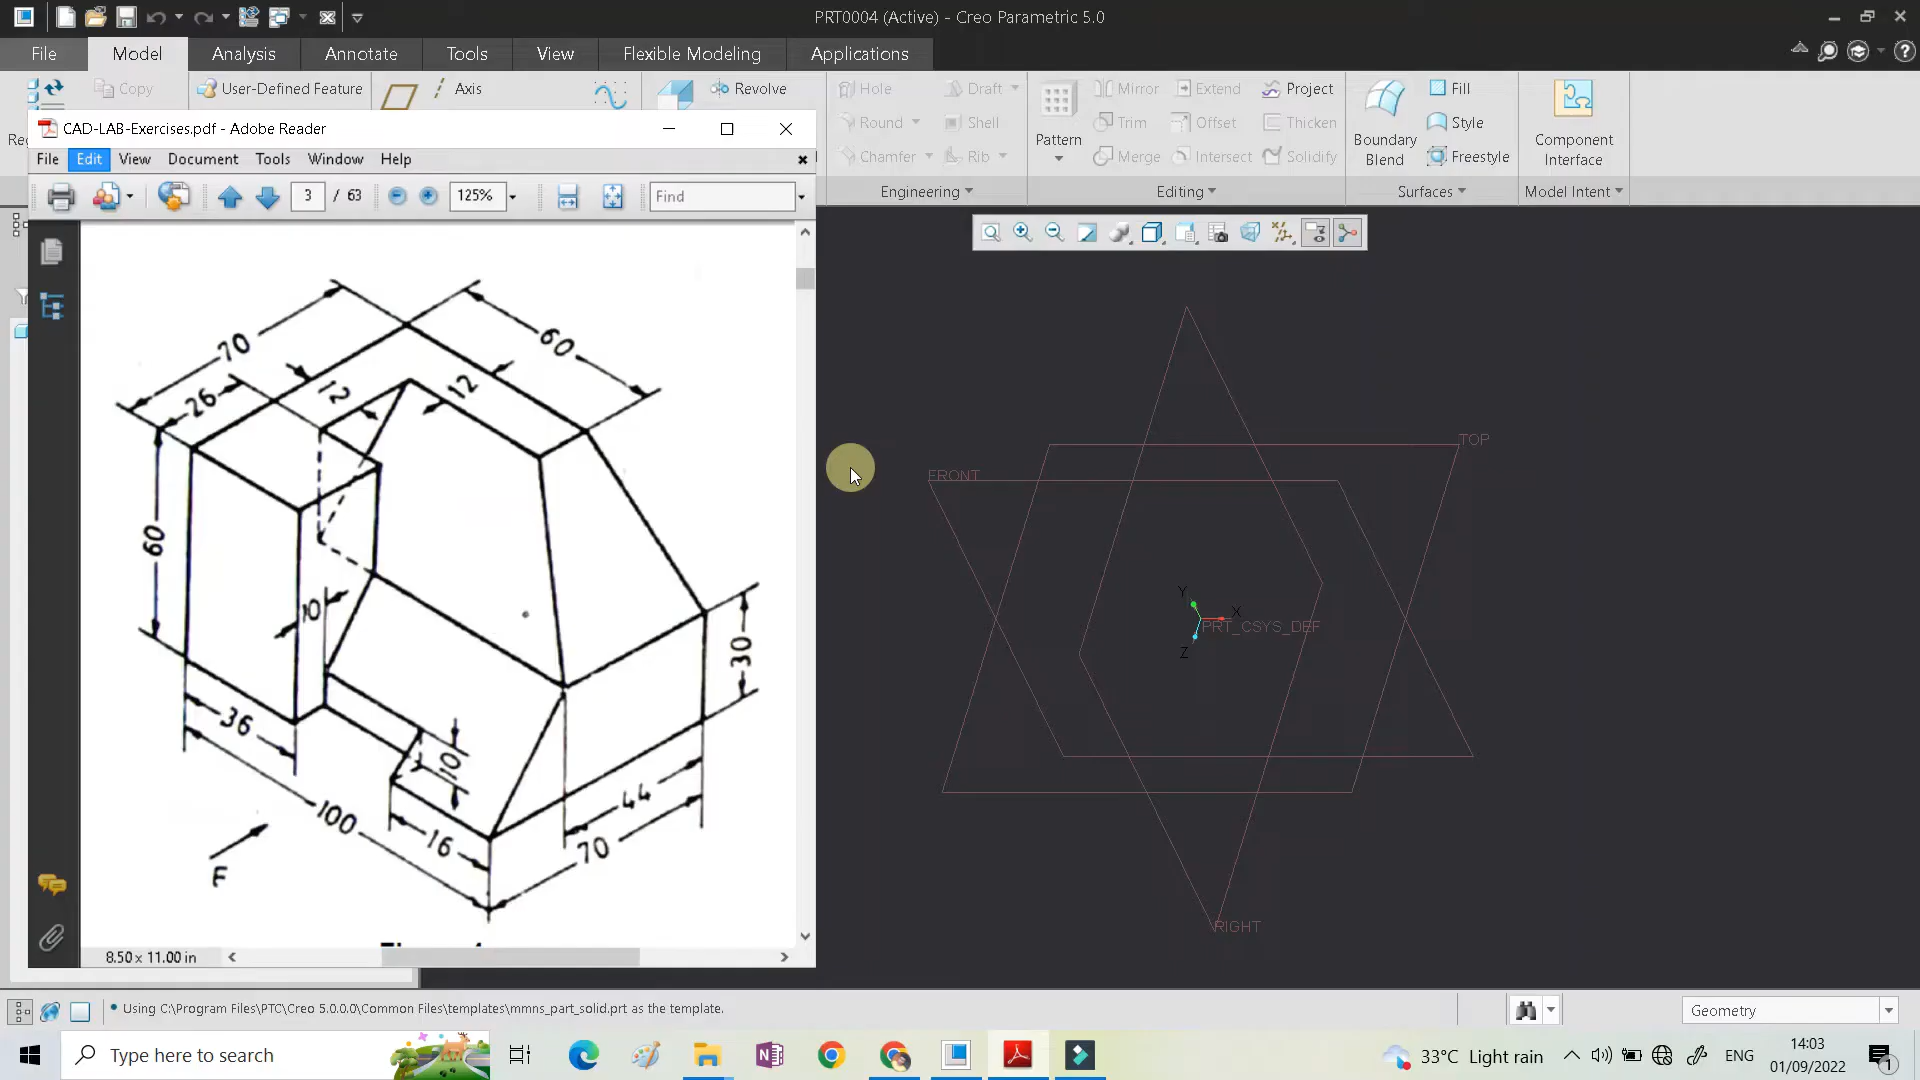 PRT0004 (Active) - Creo Parametric 5.0
File Model Analysis Annotate Tools View Flexible Modeling Applications
Copy User-Defined Feature Axis Revolve Hole Draft Mirror Extend Project Fill
Round Shell Trim Offset Thicken Style
Chamfer Rib Pattern Merge Intersect Solidify Boundary Blend Freestyle Component Interface
Engineering Editing Surfaces Model Intent
CAD-LAB-Exercises.pdf - Adobe Reader
File Edit View Document Tools Window Help
3 / 63 125% Find
70
60
26
12
12
60
10
30
36
10
100
44
16
70
F
8.50 x 11.00 in
TOP
FRONT
Y
X
PRT_CSYS_DEF
Z
RIGHT
• Using C:\Program Files\PTC\Creo 5.0.0.0\Common Files\templates\mmns_part_solid.prt as the template.
Geometry
Type here to search
33°C Light rain
ENG
14:03
01/09/2022
1